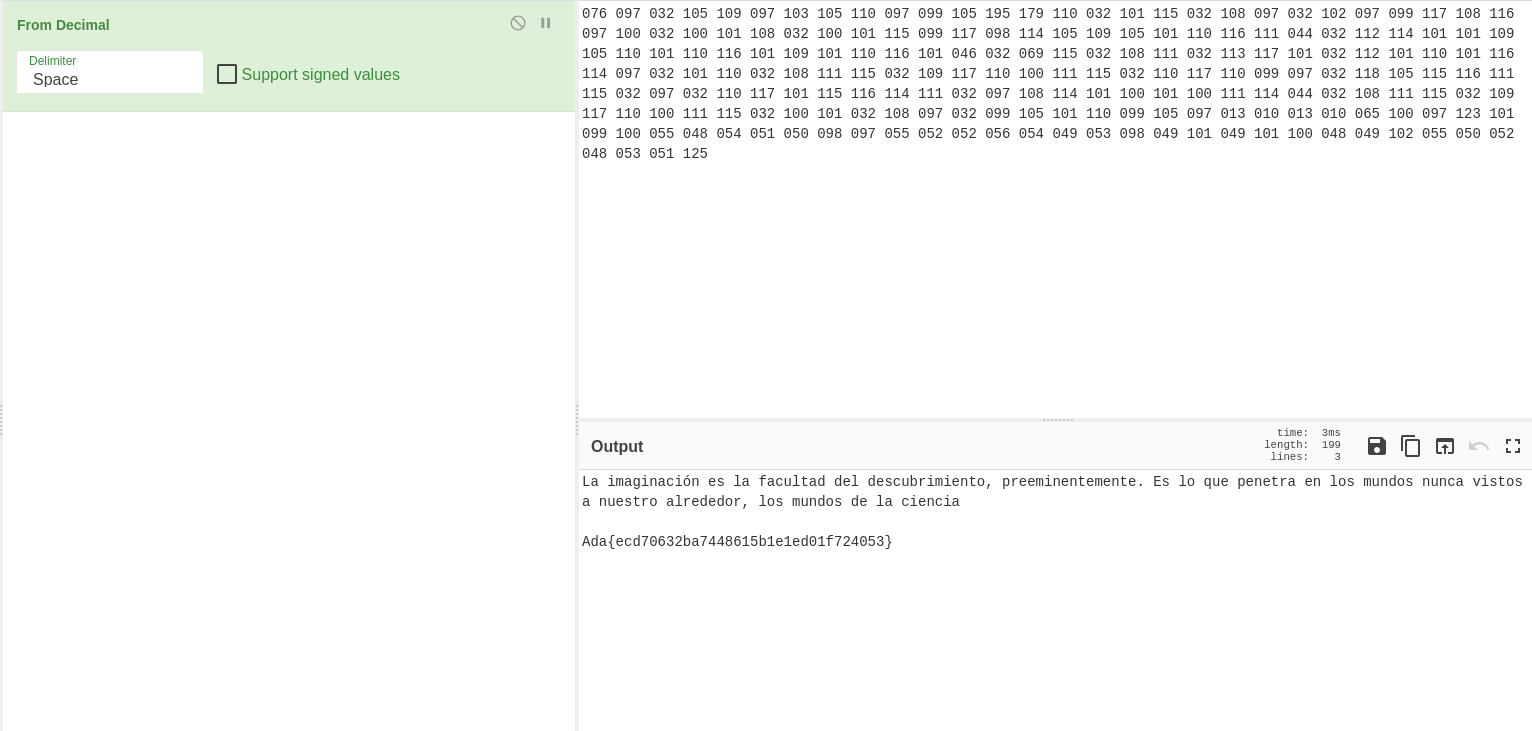 From Decimal
Delimiter
Space
Support signed values
076 097 032 105 109 097 103 105 110 097 099 105 195 179 110 032 101 115 032 108 097 032 102 097 099 117 108 116
097 100 032 100 101 108 032 100 101 115 099 117 098 114 105 109 105 101 110 116 111 044 032 112 114 101 101 109
105 110 101 110 116 101 109 101 110 116 101 046 032 069 115 032 108 111 032 113 117 101 032 112 101 110 101 116
114 097 032 101 110 032 108 111 115 032 109 117 110 100 111 115 032 110 117 110 099 097 032 118 105 115 116 111
115 032 097 032 110 117 101 115 116 114 111 032 097 108 114 101 100 101 100 111 114 044 032 108 111 115 032 109
117 110 100 111 115 032 100 101 032 108 097 032 099 105 101 110 099 105 097 013 010 013 010 065 100 097 123 101
099 100 055 048 054 051 050 098 097 055 052 052 056 054 049 053 098 049 101 049 101 100 048 049 102 055 050 052
048 053 051 125
Output
time: 3ms
length: 199
lines: 3
La imaginación es la facultad del descubrimiento, preeminentemente. Es lo que penetra en los mundos nunca vistos
a nuestro alrededor, los mundos de la ciencia
Ada{ecd70632ba7448615b1e1ed01f724053}